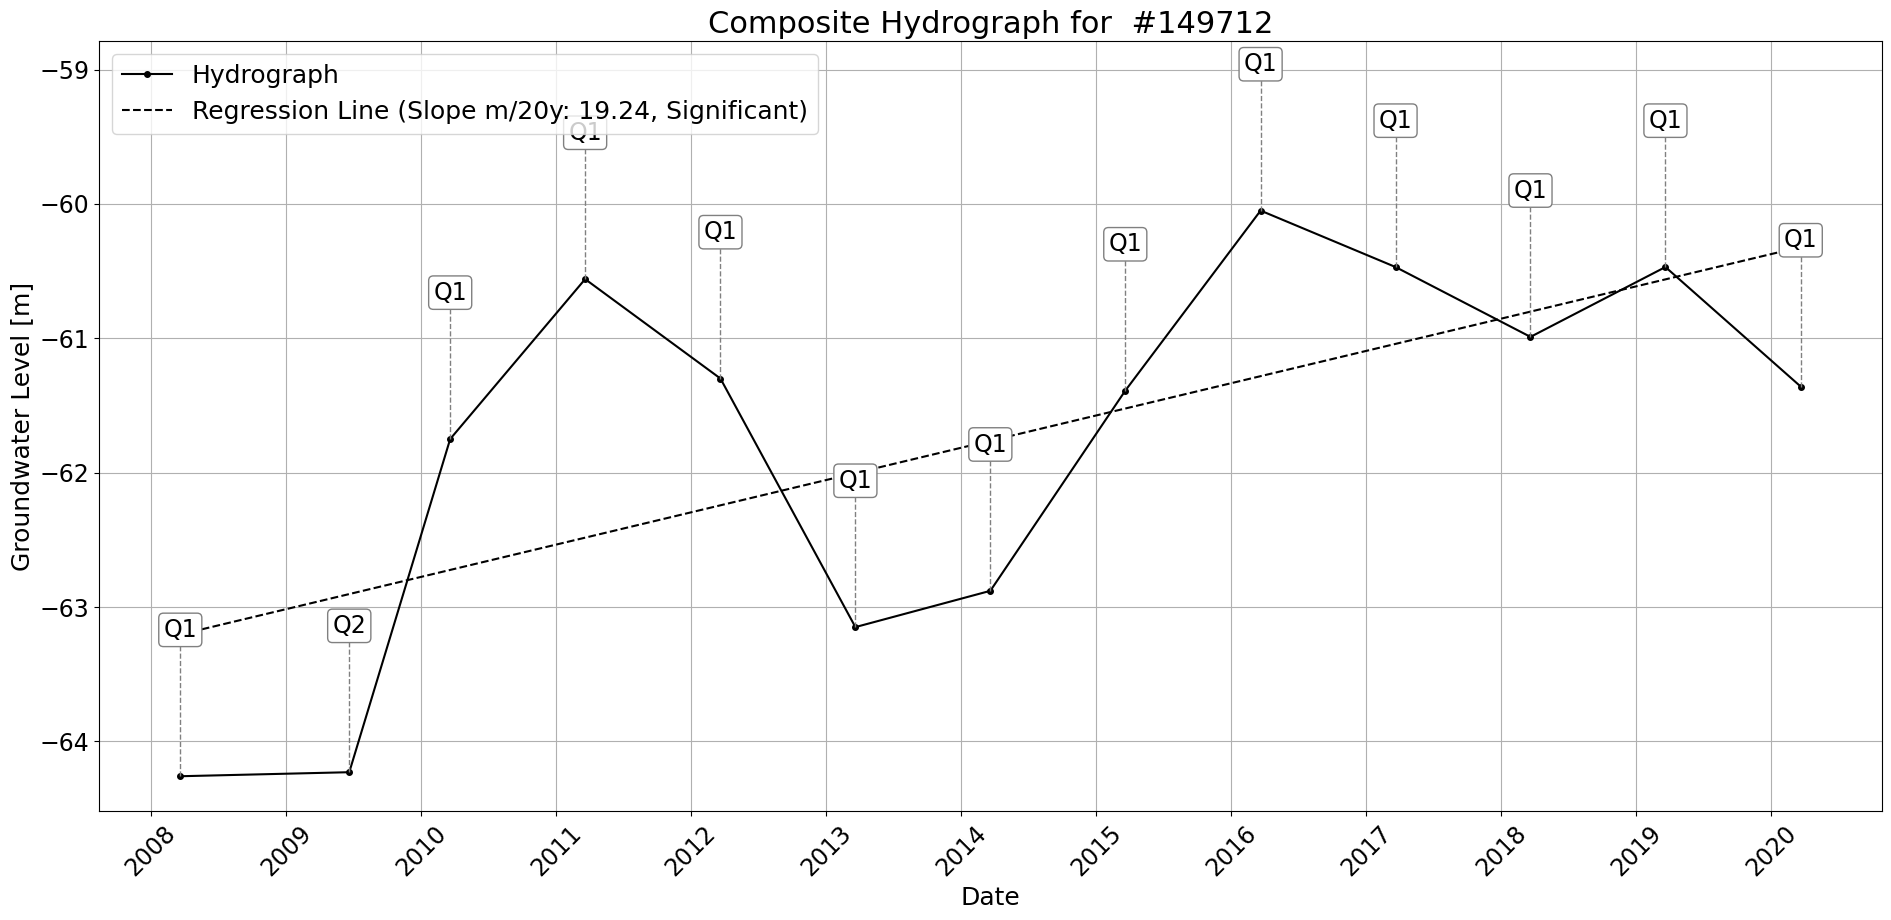 Composite Hydrograph for  #149712
Hydrograph
Regression Line (Slope m/20y: 19.24, Significant)
Groundwater Level [m]
−59
−60
−61
−62
−63
−64
Q1
Q2
Q1
Q1
Q1
Q1
Q1
Q1
Q1
Q1
Q1
Q1
Q1
2008
2009
2010
2011
2012
2013
2014
2015
2016
2017
2018
2019
2020
Date